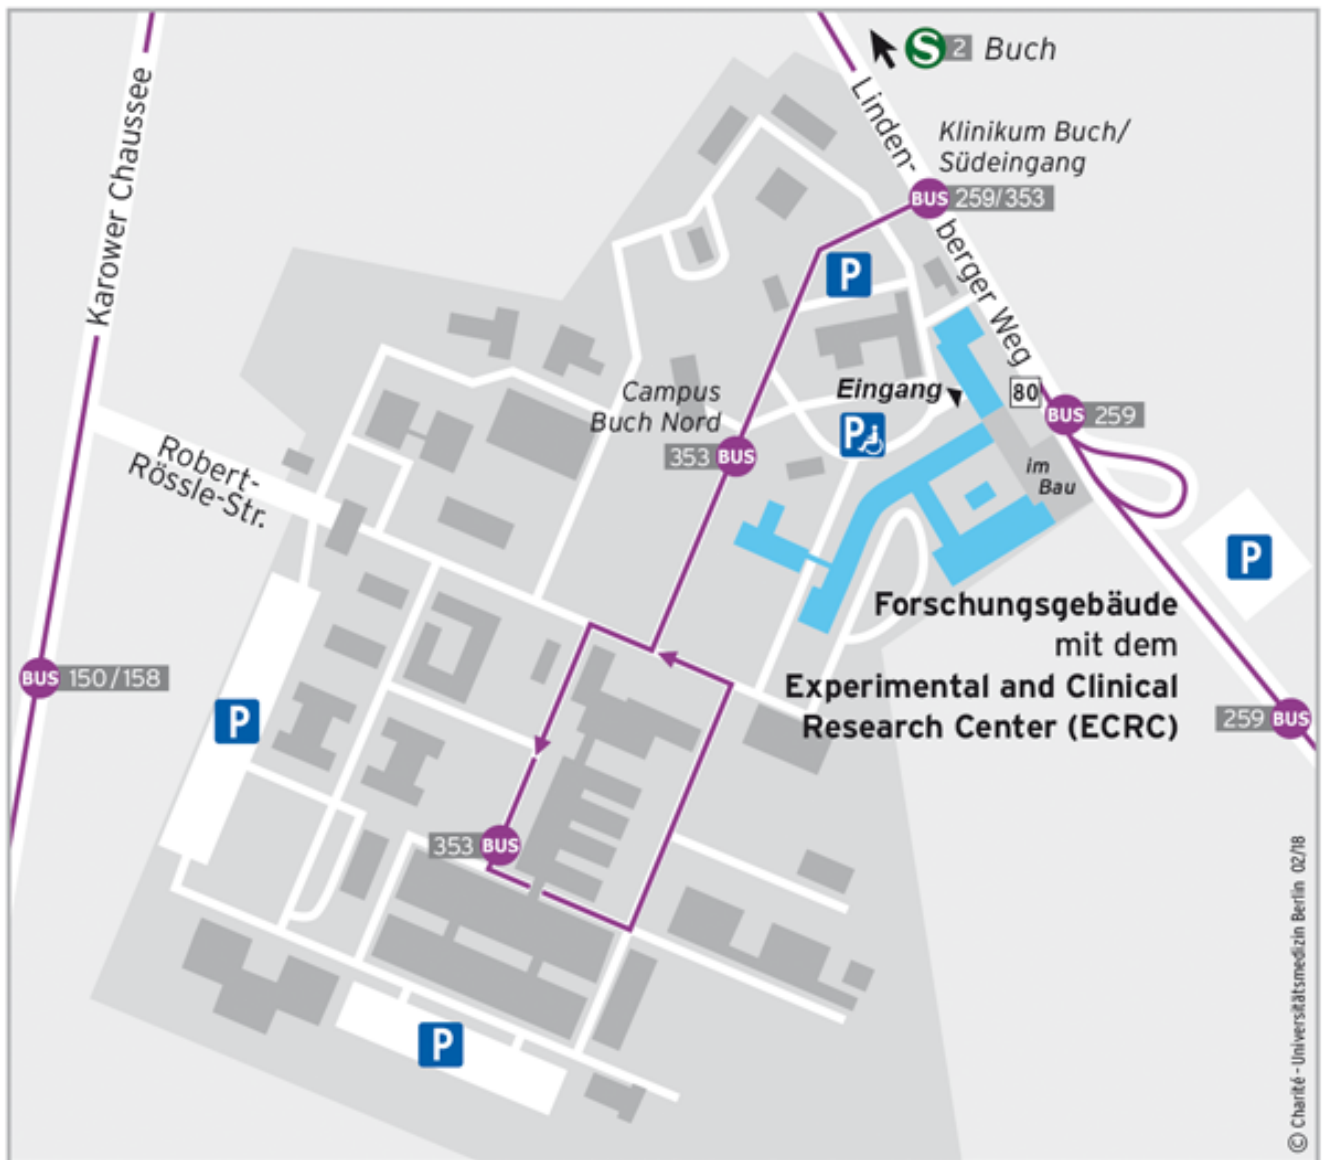 S 2 Buch
Karower Chaussee
Linden-
berger Weg
Klinikum Buch/
Südeingang
BUS 259/353
P
Campus
Buch Nord
353 BUS
Eingang
P
80
BUS 259
im
Bau
Robert-
Rössle-Str.
P
Forschungsgebäude
mit dem
Experimental and Clinical
Research Center (ECRC)
BUS 150/158
P
259 BUS
353 BUS
P
© Charité - Universitätsmedizin Berlin 02/18